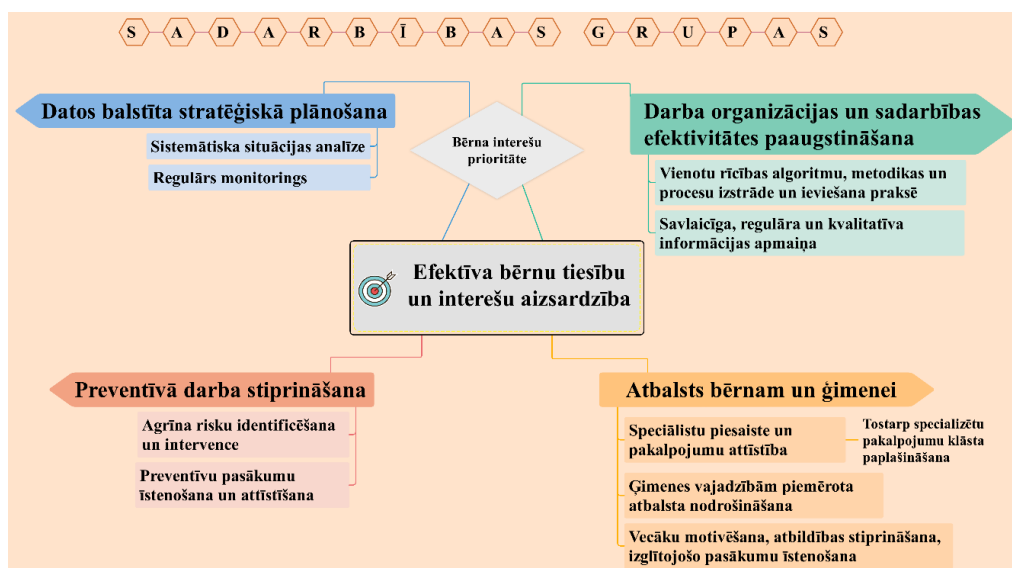 SADARBĪBAS GRUPAS
Datos balstīta stratēģiskā plānošana
Sistemātiska situācijas analīze
Regulārs monitorings
Bērna interešu
prioritāte
Darba organizācijas un sadarbības
efektivitātes paaugstināšana
Vienotu rīcības algoritmu, metodikas un
procesu izstrāde un ieviešana praksē
Savlaicīga, regulāra un kvalitatīva
informācijas apmaiņa
Efektīva bērnu tiesību
un interešu aizsardzība
Preventīvā darba stiprināšana
Agrīna risku identificēšana
un intervence
Preventīvu pasākumu
īstenošana un attīstīšana
Atbalsts bērnam un ģimenei
Speciālistu piesaiste un
pakalpojumu attīstība
Tostarp specializētu
pakalpojumu klāsta
paplašināšana
Ģimenes vajadzībām piemērota
atbalsta nodrošināšana
Vecāku motivēšana, atbildības stiprināšana,
izglītojošo pasākumu īstenošana